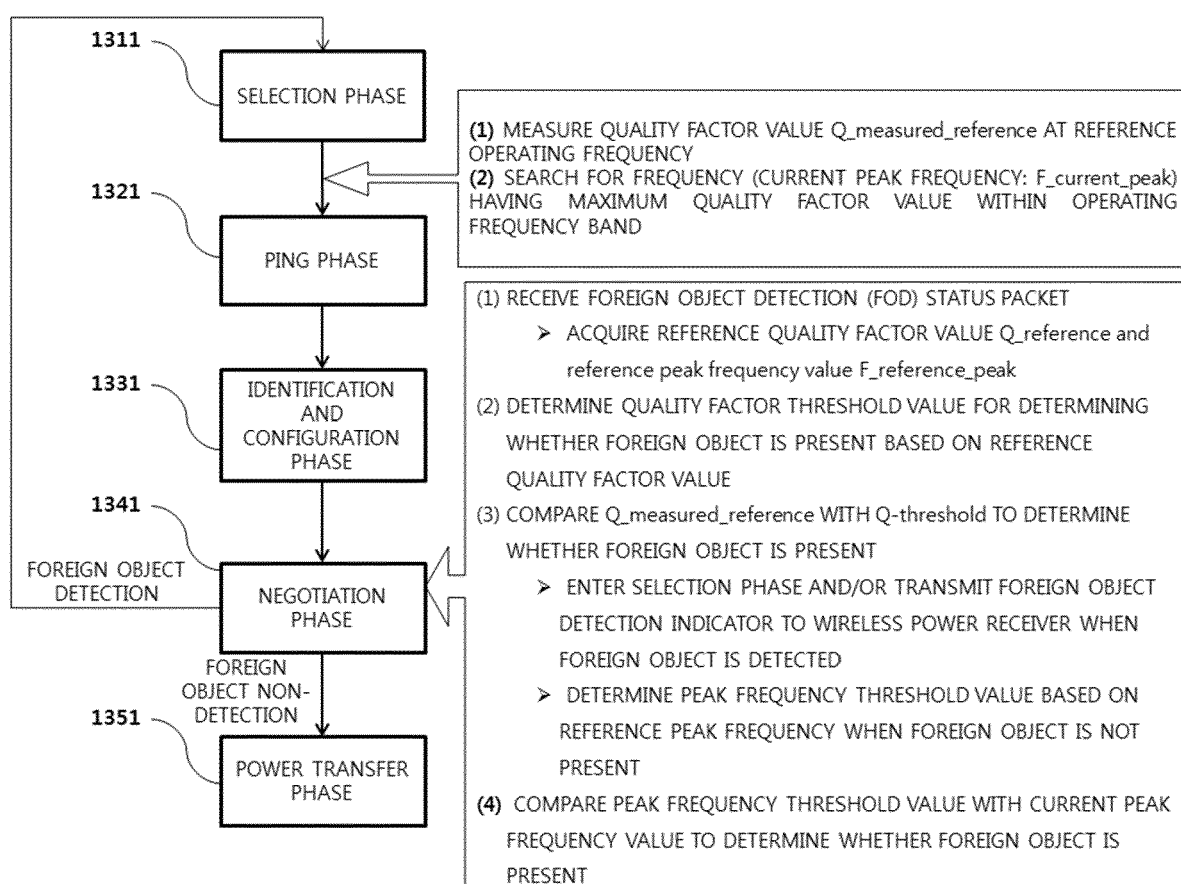 1311
SELECTION PHASE
(1) MEASURE QUALITY FACTOR VALUE Q_measured_reference AT REFERENCE
OPERATING FREQUENCY
(2) SEARCH FOR FREQUENCY (CURRENT PEAK FREQUENCY: F_current_peak)
HAVING MAXIMUM QUALITY FACTOR VALUE WITHIN OPERATING
FREQUENCY BAND
1321
PING PHASE
1331
IDENTIFICATION
AND
CONFIGURATION
PHASE
1341
NEGOTIATION
PHASE
FOREIGN OBJECT
DETECTION
FOREIGN
OBJECT NON-
DETECTION
1351
POWER TRANSFER
PHASE
(1) RECEIVE FOREIGN OBJECT DETECTION (FOD) STATUS PACKET
➢ ACQUIRE REFERENCE QUALITY FACTOR VALUE Q_reference and
reference peak frequency value F_reference_peak
(2) DETERMINE QUALITY FACTOR THRESHOLD VALUE FOR DETERMINING
WHETHER FOREIGN OBJECT IS PRESENT BASED ON REFERENCE
QUALITY FACTOR VALUE
(3) COMPARE Q_measured_reference WITH Q-threshold TO DETERMINE
WHETHER FOREIGN OBJECT IS PRESENT
➢ ENTER SELECTION PHASE AND/OR TRANSMIT FOREIGN OBJECT
DETECTION INDICATOR TO WIRELESS POWER RECEIVER WHEN
FOREIGN OBJECT IS DETECTED
➢ DETERMINE PEAK FREQUENCY THRESHOLD VALUE BASED ON
REFERENCE PEAK FREQUENCY WHEN FOREIGN OBJECT IS NOT
PRESENT
(4) COMPARE PEAK FREQUENCY THRESHOLD VALUE WITH CURRENT PEAK
FREQUENCY VALUE TO DETERMINE WHETHER FOREIGN OBJECT IS
PRESENT